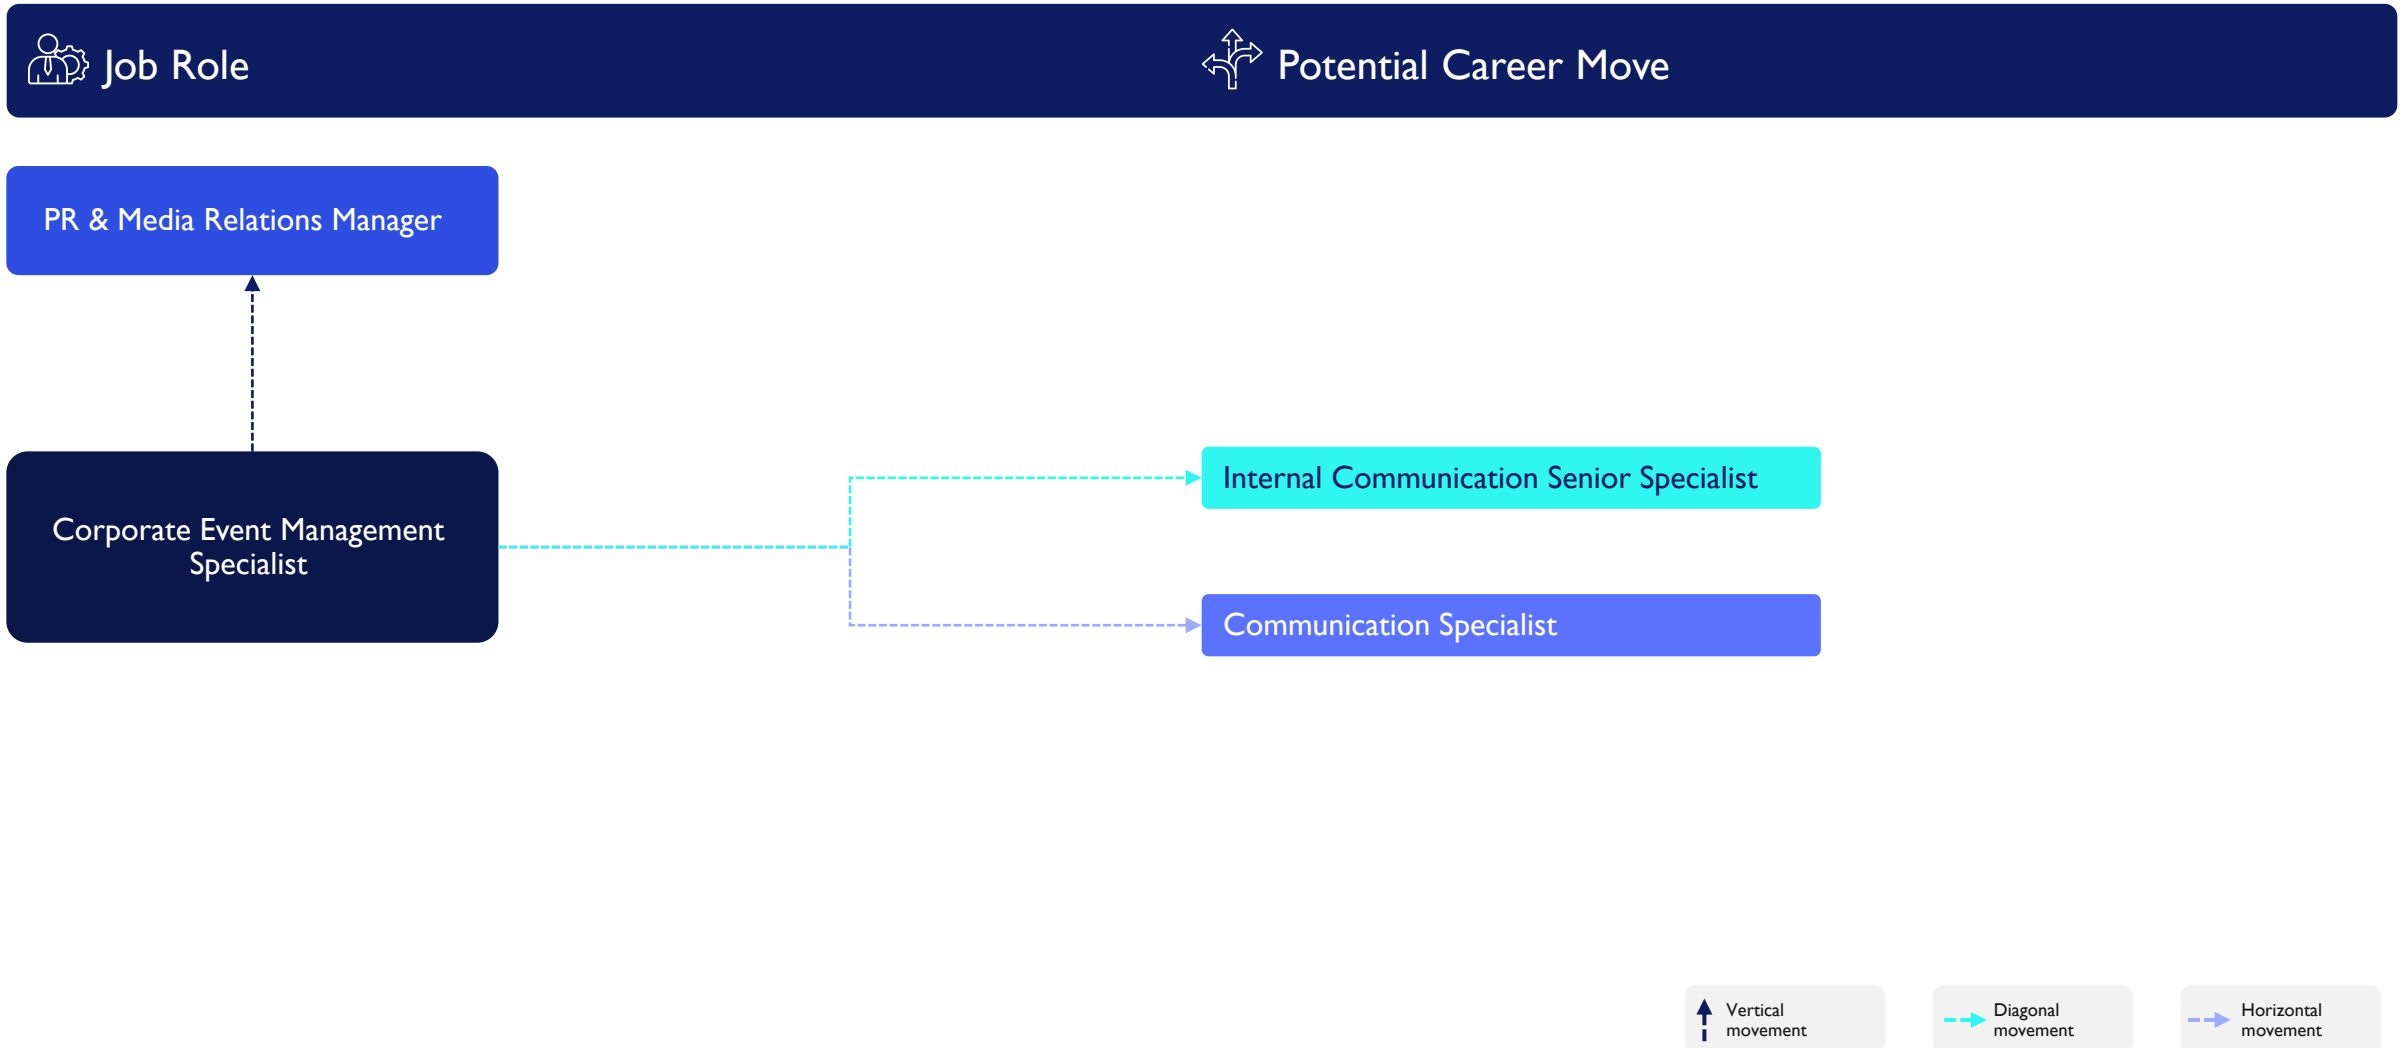 Job Role
Potential Career Move
PR & Media Relations Manager
Corporate Event Management
Specialist
Internal Communication Senior Specialist
Communication Specialist
Vertical
movement
Diagonal
movement
Horizontal
movement